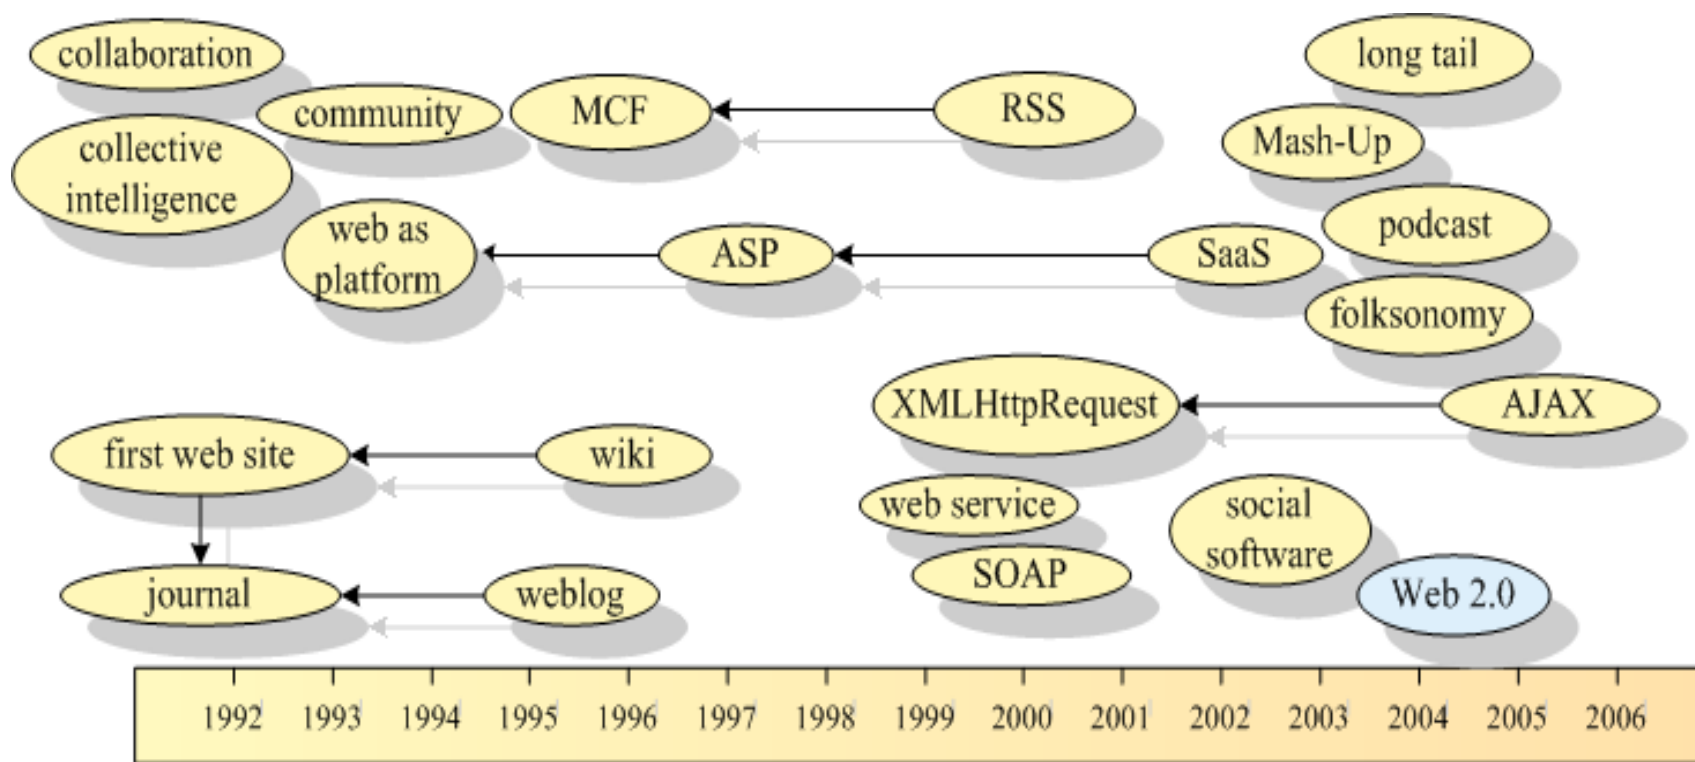 collaboration
long tail
community
MCF
RSS
Mash-Up
collective
intelligence
web as
platform
ASP
SaaS
podcast
folksonomy
XMLHttpRequest
AJAX
first web site
wiki
web service
social
software
journal
weblog
SOAP
Web 2.0
1992 1993 1994 1995 1996 1997 1998 1999 2000 2001 2002 2003 2004 2005 2006